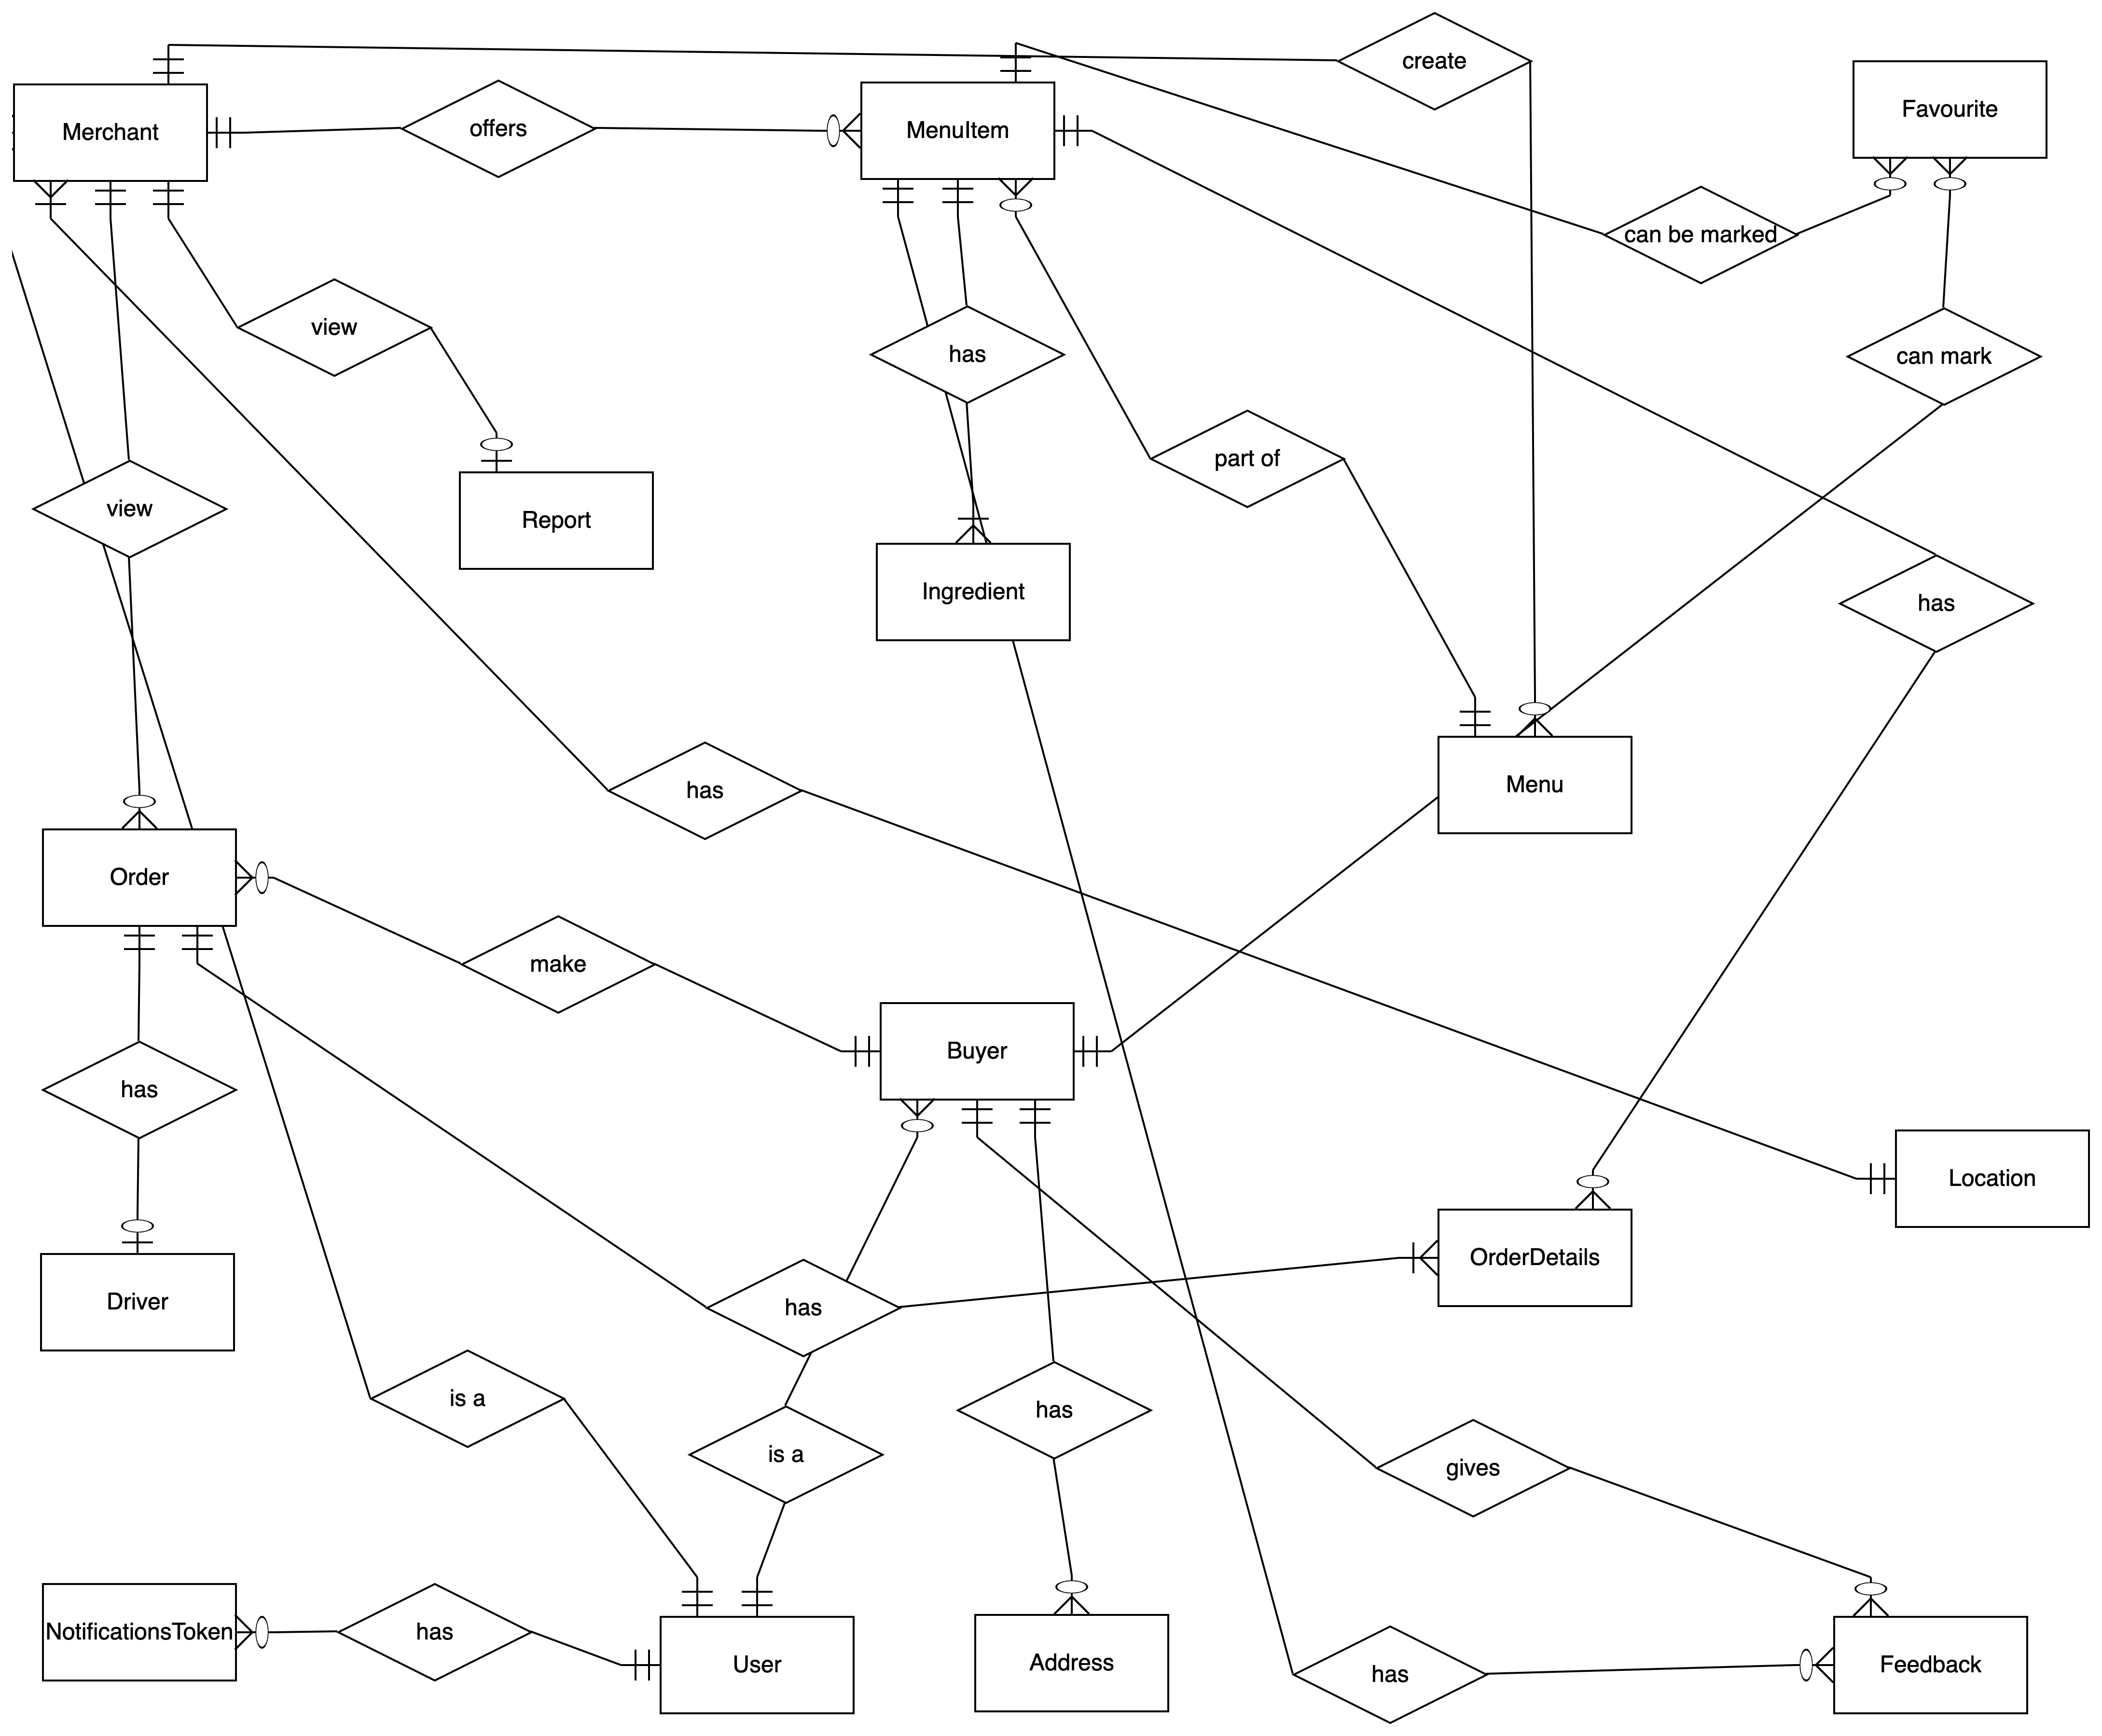 create
Favourite
Merchant
offers
MenuItem
can be marked
view
has
can mark
part of
view
Report
Ingredient
has
has
Menu
Order
make
Buyer
has
Location
OrderDetails
Driver
has
is a
has
is a
gives
NotificationsToken
has
User
Address
has
Feedback